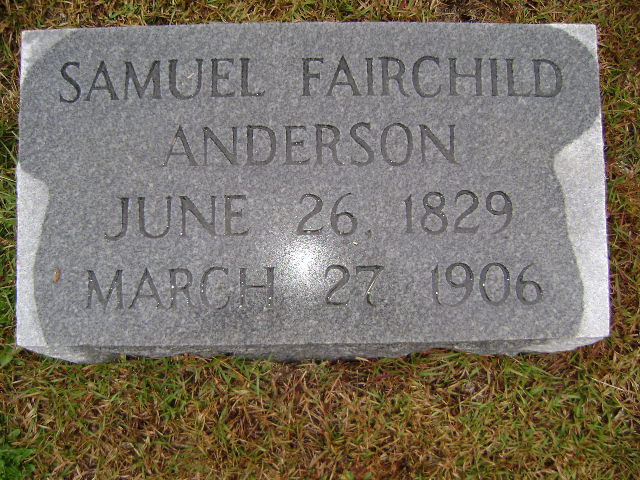 SAMUEL FAIRCHILD
ANDERSON
JUNE 26, 1829
MARCH 27, 1906